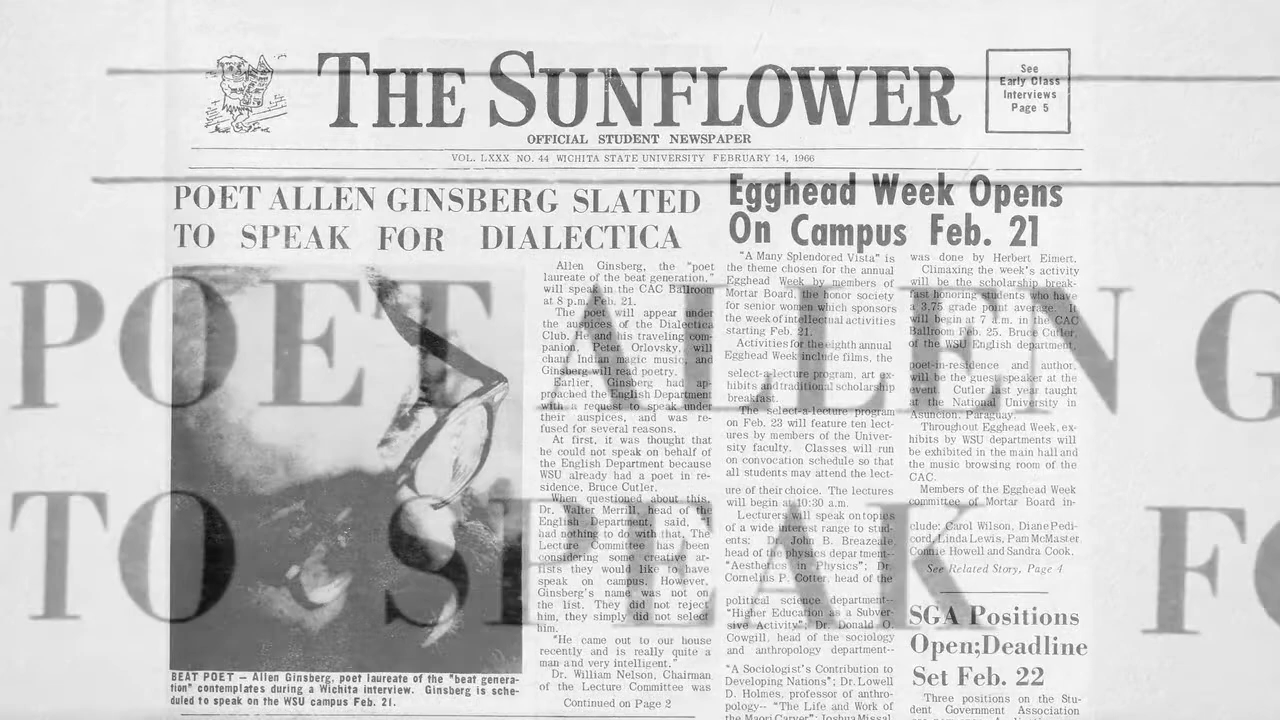 THE SUNFLOWER
See
Early Class
Interviews
Page 5
OFFICIAL STUDENT NEWSPAPER
VOL. LXXX NO. 44 WICHITA STATE UNIVERSITY FEBRUARY 14, 1966
POET ALLEN GINSBERG SLATED
TO SPEAK FOR DIALECTICA
Allen Ginsberg, the "poet
laureate of the beat generation,"
will speak in the CAC Ballroom
at 8 p.m. Feb. 21.
The poet will appear under
the auspices of the Dialectica
Club. He and his traveling com-
panion, Peter Orlovsky, will
chant Indian magic music, and
Ginsberg will read poetry.
Earlier, Ginsberg had ap-
proached the English Department
with a request to speak under
their auspices, and was re-
fused for several reasons.
At first, it was thought that
he could not speak on behalf of
the English Department because
WSU already had a poet in re-
sidence, Bruce Cutler.
When questioned about this,
Dr. Walter Merrill, head of the
English Department, said, "I
had nothing to do with that. The
Lecture Committee has been
considering some creative ar-
tists they would like to have
speak on campus. However,
Ginsberg's name was not on
the list. They did not reject
him, they simply did not select
him.
"He came out to our house
recently and is really quite a
man and very intelligent."
Dr. William Nelson, Chairman
of the Lecture Committee was
Continued on Page 2
BEAT POET — Allen Ginsberg, poet laureate of the "beat genera-
tion" contemplates during a Wichita interview. Ginsberg is sche-
duled to speak on the WSU campus Feb. 21.
Egghead Week Opens
On Campus Feb. 21
"A Many Splendored Vista" is
the theme chosen for the annual
Egghead Week by members of
Mortar Board, the honor society
for senior women which sponsors
the week of intellectual activities
starting Feb. 21.
Activities for the eighth annual
Egghead Week include films, the
select-a-lecture program, art ex-
hibits and traditional scholarship
breakfast.
The select-a-lecture program
on Feb. 23 will feature ten lect-
ures by members of the Univer-
sity faculty. Classes will run
on convocation schedule so that
all students may attend the lect-
ure of their choice. The lectures
will begin at 10:30 a.m.
Lecturers will speak on topics
of a wide interest range to stud-
ents: Dr. John B. Breazeale,
head of the physics department--
"Aesthetics in Physics"; Dr.
Cornelius P. Cotter, head of the
political science department--
"Higher Education as a Subver-
sive Activity"; Dr. Donald O.
Cowgill, head of the sociology
and anthropology department--
"A Sociologist's Contribution to
Developing Nations"; Dr. Lowell
D. Holmes, professor of anthro-
pology-- "The Life and Work of
the Maori Carver"; Joshua Missal,
was done by Herbert Eimert.
Climaxing the week's activity
will be the scholarship break-
fast honoring students who have
a 3.75 grade point average. It
will begin at 7 a.m. in the CAC
Ballroom Feb. 25. Bruce Cutler,
of the WSU English department,
poet-in-residence and author,
will be the guest speaker at the
event. Cutler last year taught
at the National University in
Asuncion, Paraguay.
Throughout Egghead Week, ex-
hibits by WSU departments will
be exhibited in the main hall and
the music browsing room of the
CAC.
Members of the Egghead Week
committee of Mortar Board in-
clude: Carol Wilson, Diane Pedi-
cord, Linda Lewis, Pam McMaster
Connie Howell and Sandra Cook.
See Related Story, Page 4
SGA Positions
Open;Deadline
Set Feb. 22
Three positions on the Stu-
dent Government Association
POET ALLEN G
TO SPEAK FO